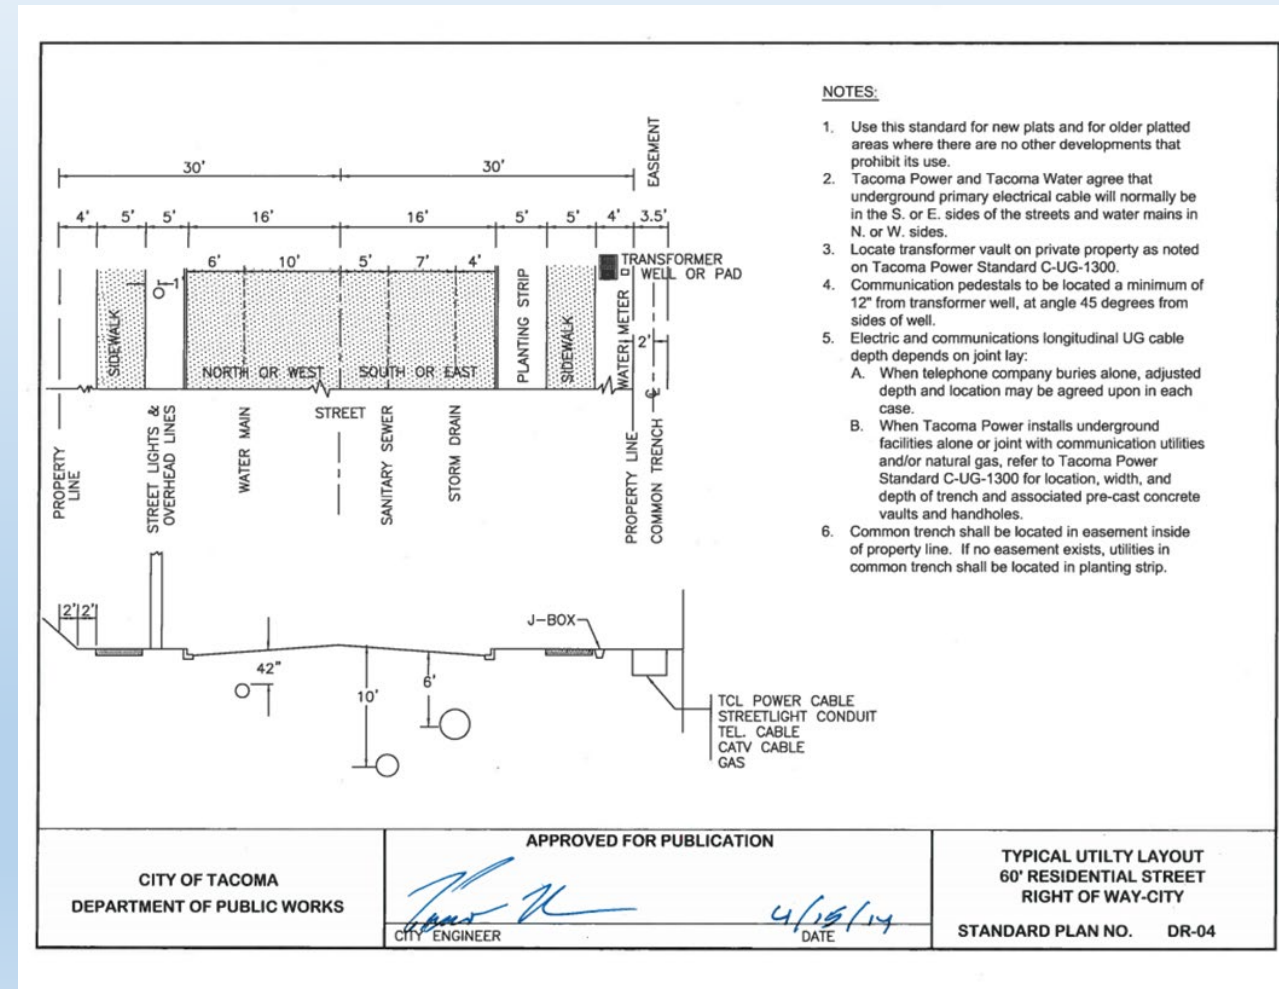 NOTES:
1. Use this standard for new plats and for older platted
areas where there are no other developments that
prohibit its use.
2. Tacoma Power and Tacoma Water agree that
underground primary electrical cable will normally be
in the S. or E. sides of the streets and water mains in
N. or W. sides.
3. Locate transformer vault on private property as noted
on Tacoma Power Standard C-UG-1300.
4. Communication pedestals to be located a minimum of
12" from transformer well, at angle 45 degrees from
sides of well.
5. Electric and communications longitudinal UG cable
depth depends on joint lay:
A. When telephone company buries alone, adjusted
depth and location may be agreed upon in each
case.
B. When Tacoma Power installs underground
facilities alone or joint with communication utilities
and/or natural gas, refer to Tacoma Power
Standard C-UG-1300 for location, width, and
depth of trench and associated pre-cast concrete
vaults and handholes.
6. Common trench shall be located in easement inside
of property line. If no easement exists, utilities in
common trench shall be located in planting strip.
30' 30'
EASEMENT
4' 5' 5' 16' 16' 5' 5' 4' 3.5'
6' 10' 5' 7' 4'
TRANSFORMER
WELL OR PAD
1'
SIDEWALK
PLANTING STRIP
SIDEWALK
WATER METER
2'
NORTH OR WEST SOUTH OR EAST
STREET
PROPERTY
LINE
STREET LIGHTS &
OVERHEAD LINES
WATER MAIN
SANITARY SEWER
STORM DRAIN
PROPERTY LINE
COMMON TRENCH ℄
2' 2'
J-BOX
42"
10'
6'
TCL POWER CABLE
STREETLIGHT CONDUIT
TEL. CABLE
CATV CABLE
GAS
CITY OF TACOMA
DEPARTMENT OF PUBLIC WORKS
APPROVED FOR PUBLICATION
4/15/14
CITY ENGINEER DATE
TYPICAL UTILTY LAYOUT
60' RESIDENTIAL STREET
RIGHT OF WAY-CITY
STANDARD PLAN NO. DR-04